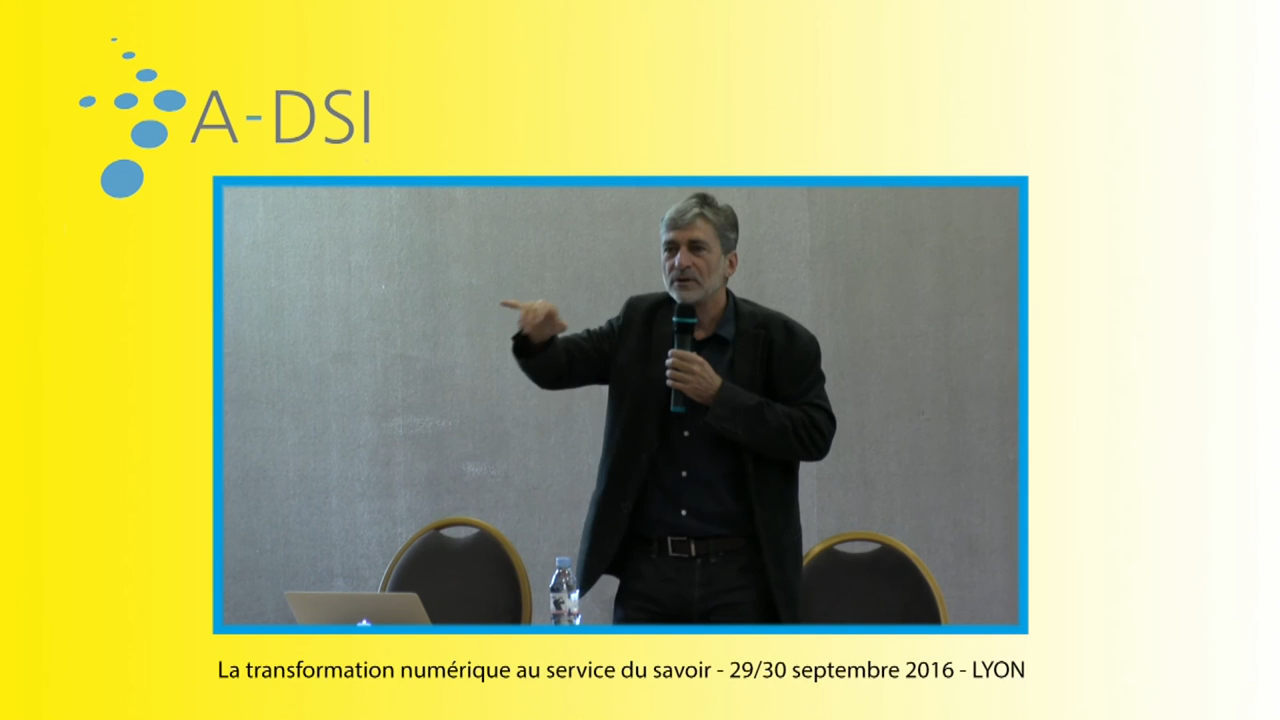 A-DSI
La transformation numérique au service du savoir - 29/30 septembre 2016 - LYON